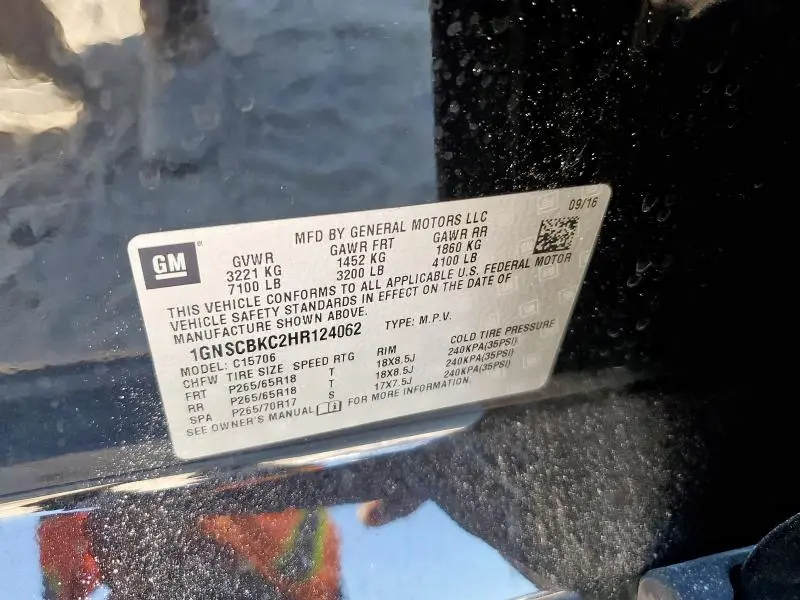 09/16
MFD BY GENERAL MOTORS LLC
GM
GVWR GAWR FRT GAWR RR
3221 KG 1452 KG 1860 KG
7100 LB 3200 LB 4100 LB
THIS VEHICLE CONFORMS TO ALL APPLICABLE U.S. FEDERAL MOTOR
VEHICLE SAFETY STANDARDS IN EFFECT ON THE DATE OF
MANUFACTURE SHOWN ABOVE.
1GNSCBKC2HR124062 TYPE: M.P.V.
MODEL: C15706
CHFW TIRE SIZE SPEED RTG RIM COLD TIRE PRESSURE
FRT P265/65R18 T 18X8.5J 240KPA(35PSI)
RR P265/65R18 T 18X8.5J 240KPA(35PSI)
SPA P265/70R17 S 17X7.5J 240KPA(35PSI)
SEE OWNER'S MANUAL FOR MORE INFORMATION.